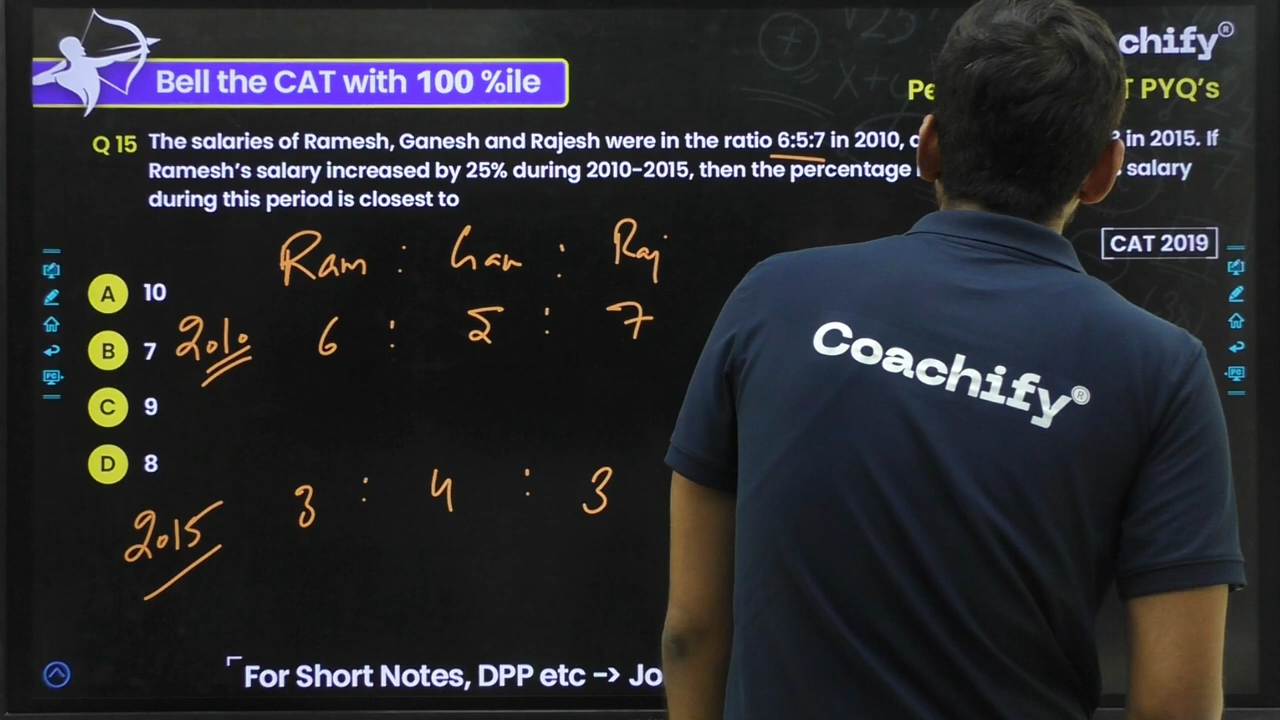 chify®
Bell the CAT with 100 %ile
T PYQ's
Q 15 The salaries of Ramesh, Ganesh and Rajesh were in the ratio 6:5:7 in 2010, in 2015. If
Ramesh's salary increased by 25% during 2010-2015, then the percentage salary
during this period is closest to
CAT 2019
Ram : Gan : Raj
A 10
2010 6 : 5 : 7
B 7
C 9
D 8
3 : 4 : 3
2015
Coachify®
For Short Notes, DPP etc -> Jo